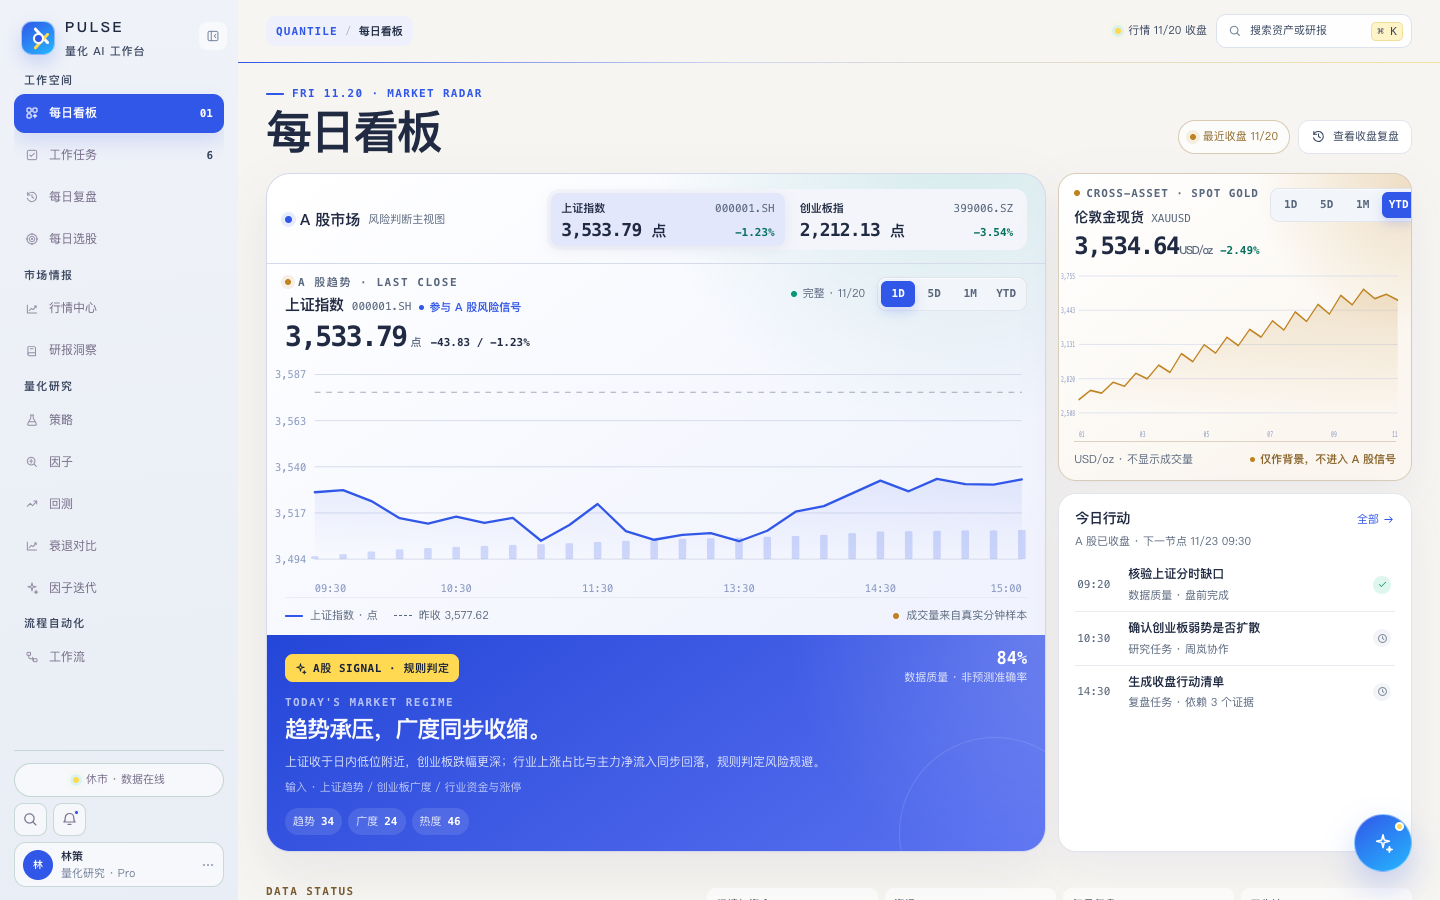 PULSE
量化 AI 工作台
工作空间
每日看板 01
工作任务 6
每日复盘
每日选股
市场情报
行情中心
研报洞察
量化研究
策略
因子
回测
衰退对比
因子迭代
流程自动化
工作流
休市 · 数据在线
林
林策
量化研究 · Pro
QUANTILE / 每日看板
行情 11/20 收盘
搜索资产或研报 ⌘ K
FRI 11.20 · MARKET RADAR
每日看板
最近收盘 11/20
查看收盘复盘
A 股市场 风险判断主视图
上证指数 000001.SH
3,533.79 点 −1.23%
创业板指 399006.SZ
2,212.13 点 −3.54%
A 股趋势 · LAST CLOSE
上证指数 000001.SH 参与 A 股风险信号
3,533.79 点 −43.83 / −1.23%
完整 · 11/20
1D 5D 1M YTD
3,587
3,563
3,540
3,517
3,494
09:30 10:30 11:30 13:30 14:30 15:00
上证指数 · 点 昨收 3,577.62
成交量来自真实分钟样本
A股 SIGNAL · 规则判定
84%
数据质量 · 非预测准确率
TODAY'S MARKET REGIME
趋势承压，广度同步收缩。
上证收于日内低位附近，创业板跌幅更深；行业上涨占比与主力净流入同步回落，规则判定风险规避。
输入 · 上证趋势 / 创业板广度 / 行业资金与涨停
趋势 34 广度 24 热度 46
CROSS-ASSET · SPOT GOLD
1D 5D 1M YTD
伦敦金现货 XAUUSD
3,534.64 USD/oz −2.49%
3,755
3,443
3,131
2,820
2,508
01 03 05 07 09 11
USD/oz · 不显示成交量
仅作背景，不进入 A 股信号
今日行动 全部 →
A 股已收盘 · 下一节点 11/23 09:30
09:20 核验上证分时缺口
数据质量 · 盘前完成
10:30 确认创业板弱势是否扩散
研究任务 · 周岚协作
14:30 生成收盘行动清单
复盘任务 · 依赖 3 个证据
DATA STATUS